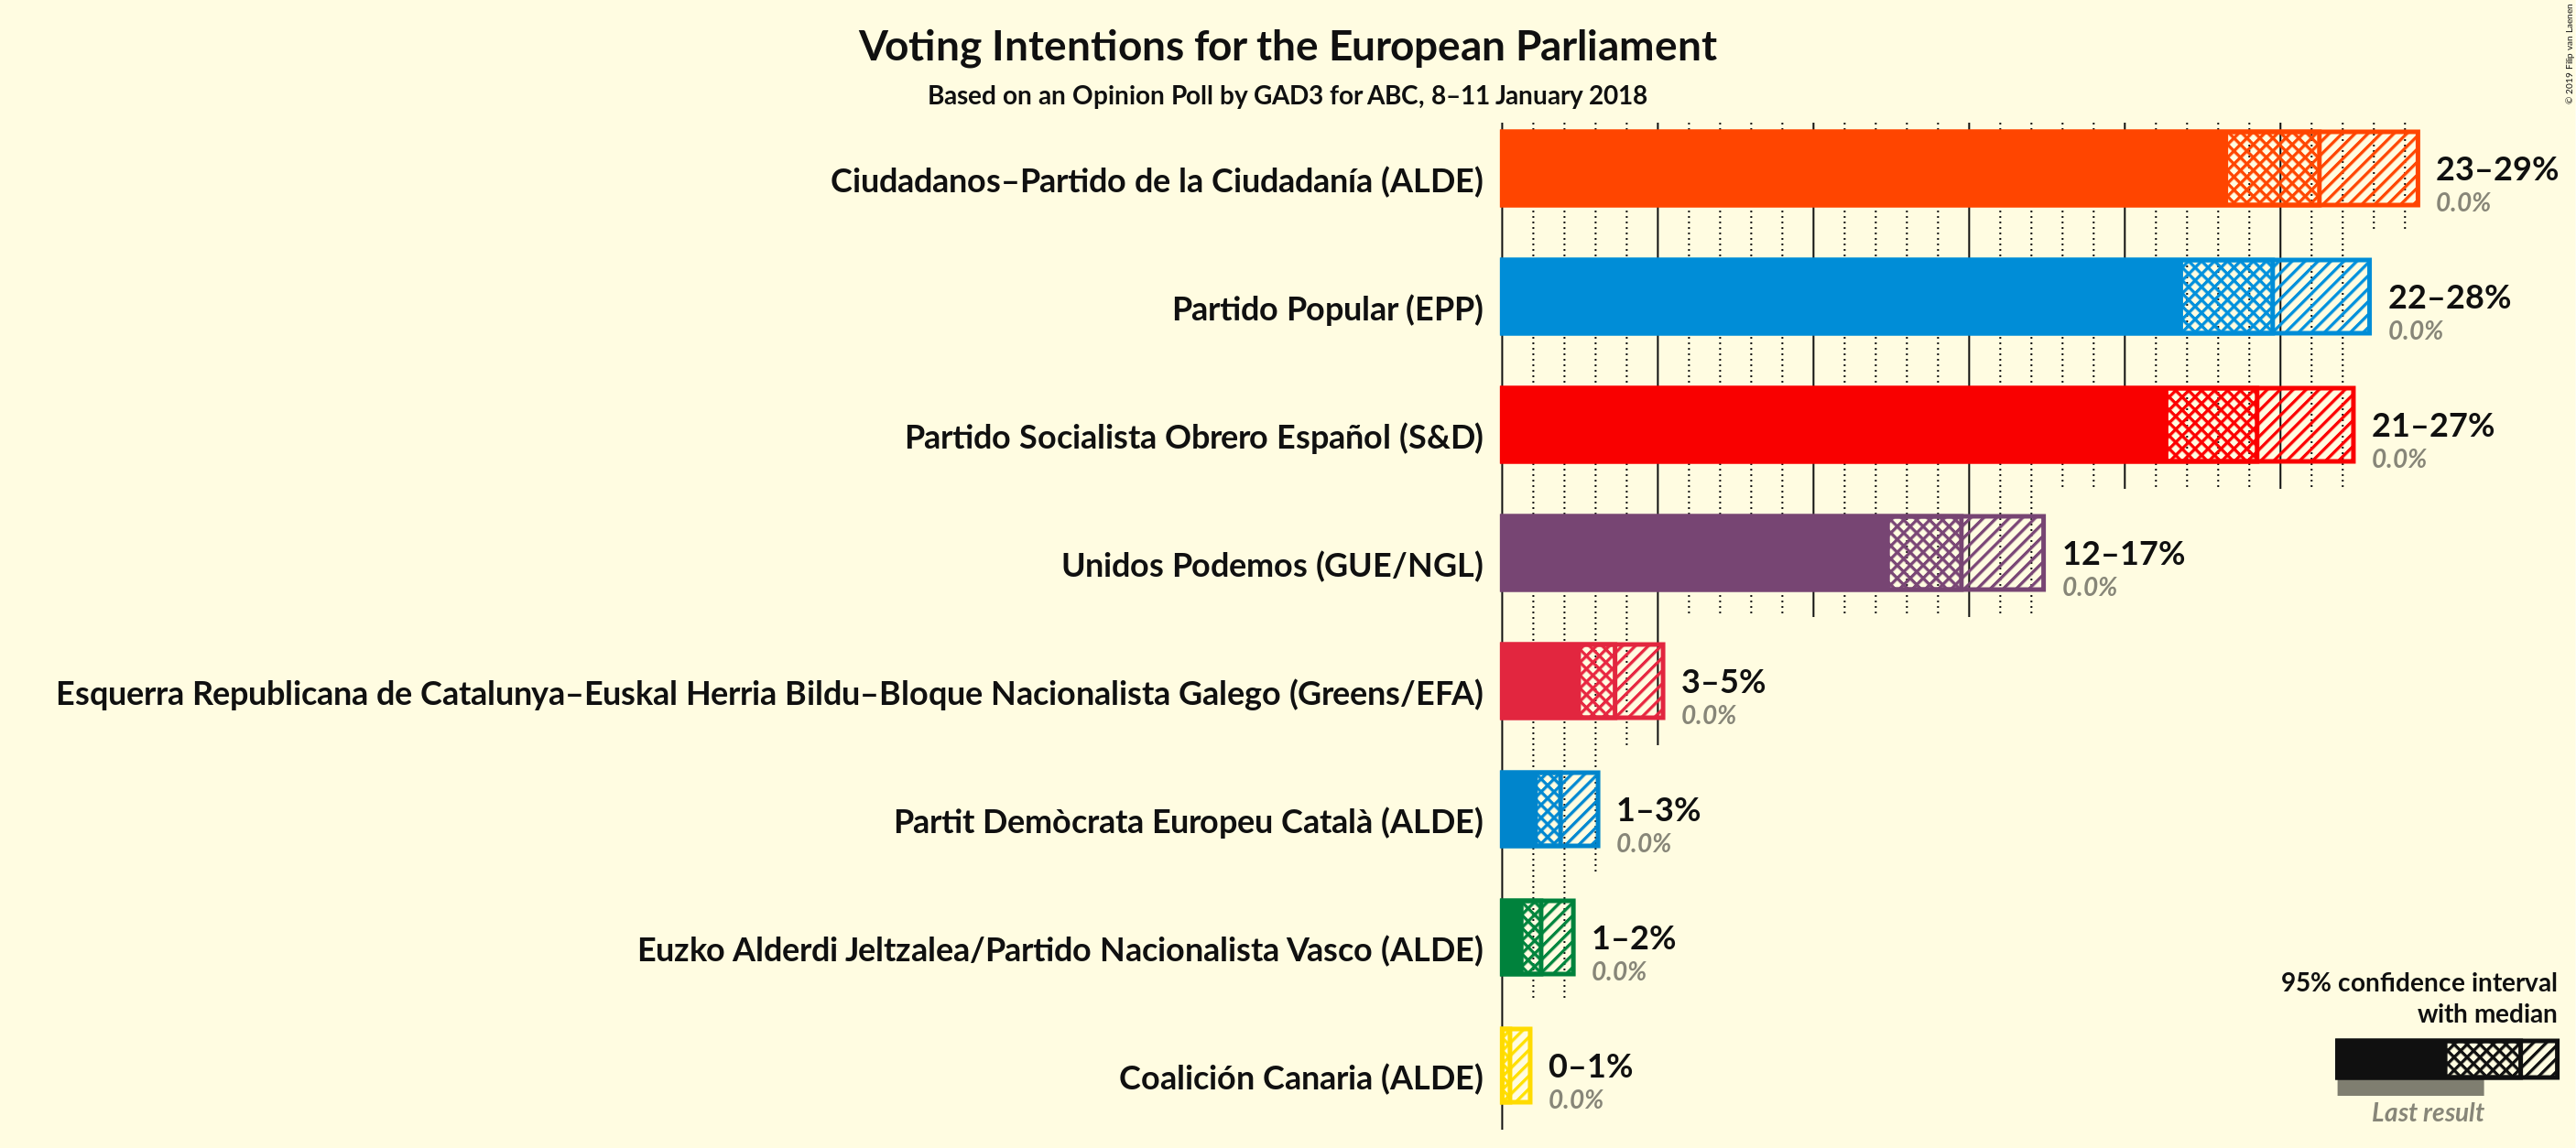 Voting Intentions for the European Parliament
Based on an Opinion Poll by GAD3 for ABC, 8–11 January 2018
© 2019 Filip van Laenen
Ciudadanos–Partido de la Ciudadanía (ALDE)
23–29%
0.0%
Partido Popular (EPP)
22–28%
0.0%
Partido Socialista Obrero Español (S&D)
21–27%
0.0%
Unidos Podemos (GUE/NGL)
12–17%
0.0%
Esquerra Republicana de Catalunya–Euskal Herria Bildu–Bloque Nacionalista Galego (Greens/EFA)
3–5%
0.0%
Partit Demòcrata Europeu Català (ALDE)
1–3%
0.0%
Euzko Alderdi Jeltzalea/Partido Nacionalista Vasco (ALDE)
1–2%
0.0%
Coalición Canaria (ALDE)
0–1%
0.0%
95% confidence interval
with median
Last result